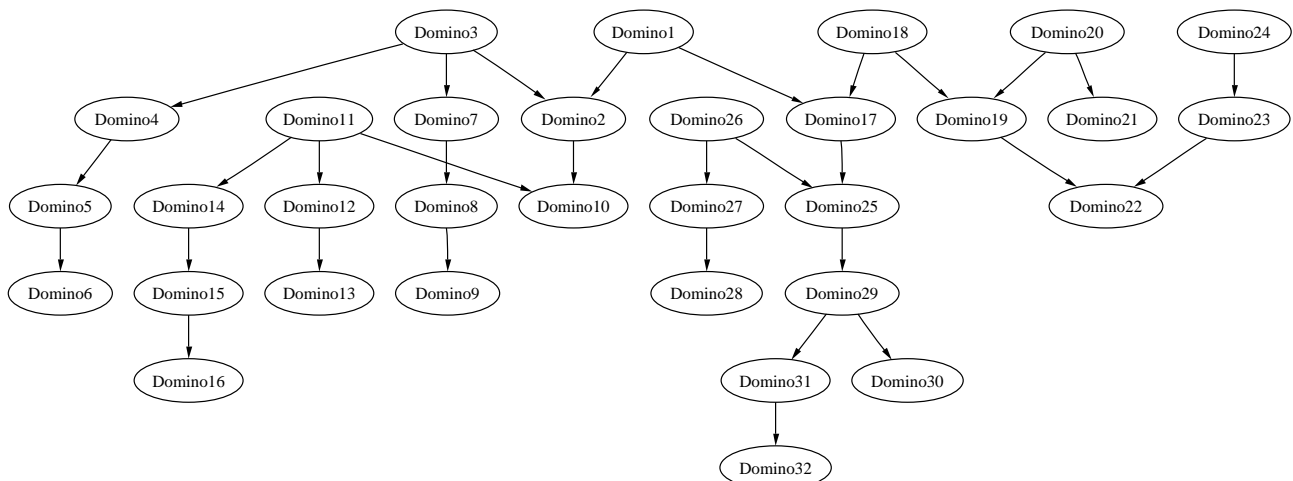 Domino3 Domino1 Domino18 Domino20 Domino24
Domino4 Domino11 Domino7 Domino2 Domino26 Domino17 Domino19 Domino21 Domino23
Domino5 Domino14 Domino12 Domino8 Domino10 Domino27 Domino25 Domino22
Domino6 Domino15 Domino13 Domino9 Domino28 Domino29
Domino16 Domino31 Domino30
Domino32